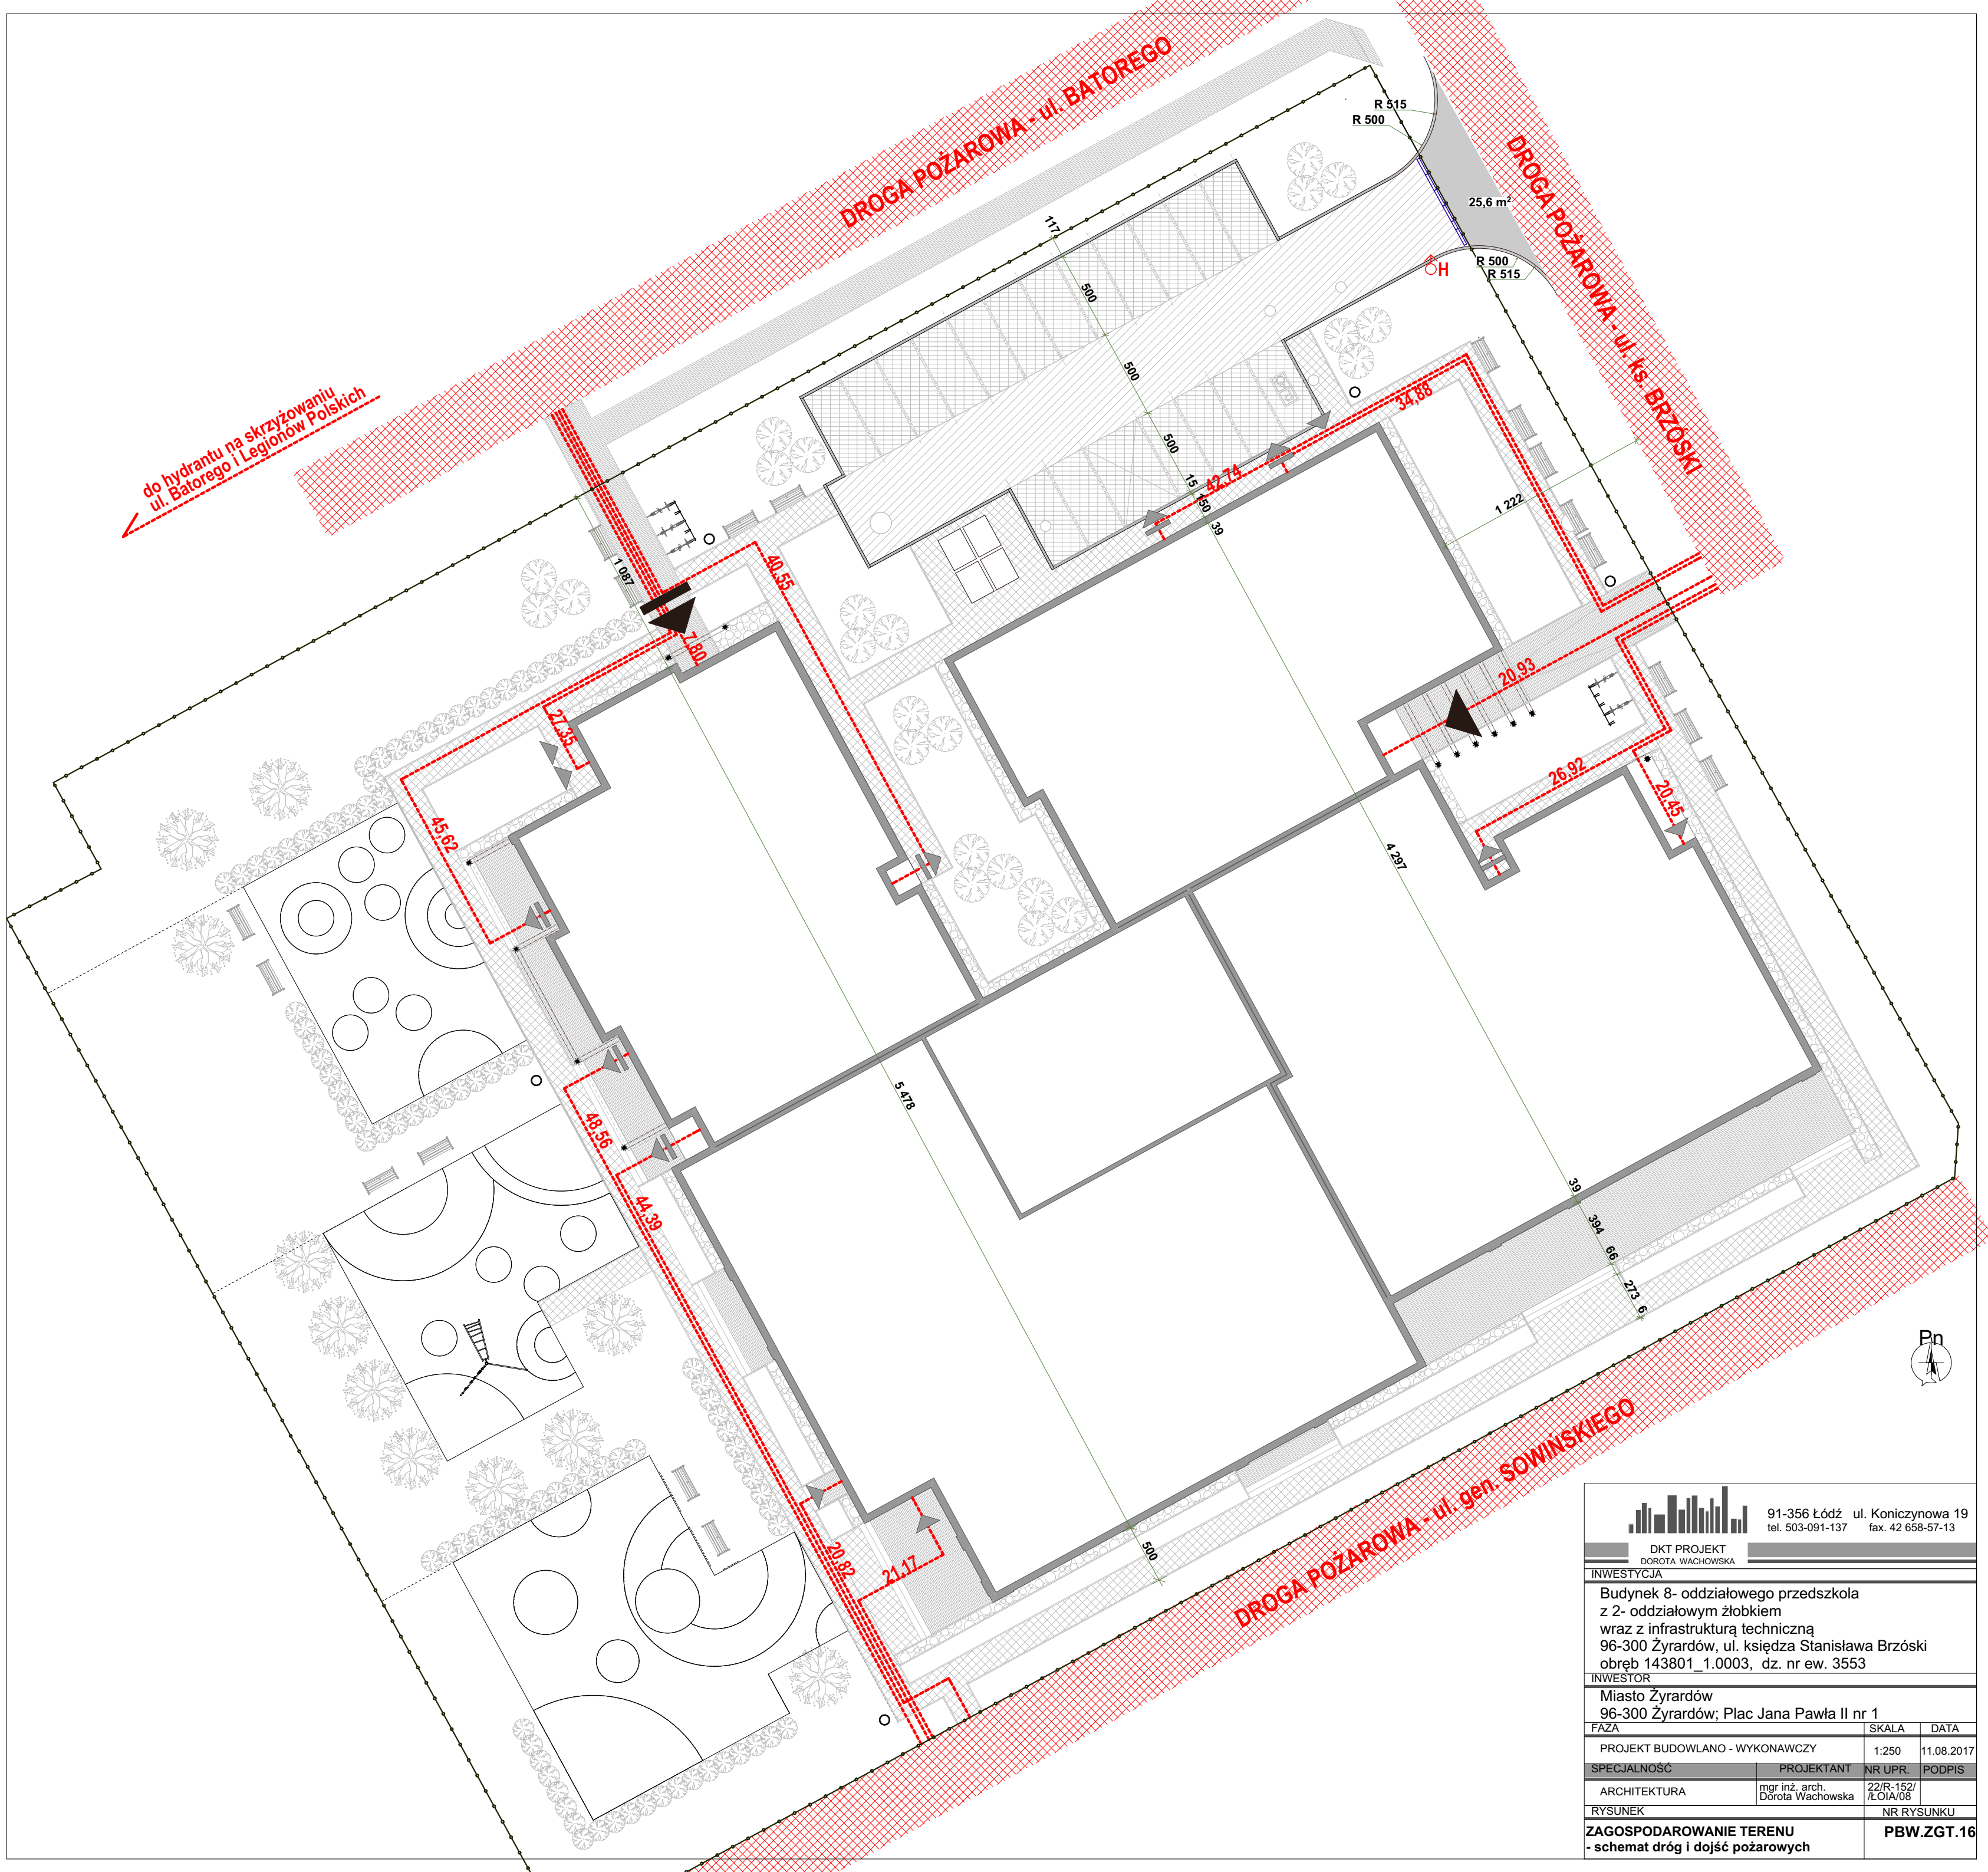 DROGA POŻAROWA - ul. BATOREGO
R 515
R 500
DROGA POŻAROWA - ul. ks. BRZÓSKI
25,6 m²
R 500
R 515
H
117
500
500
500
15
150
39
do hydrantu na skrzyżowaniu
ul. Batorego i Legionów Polskich
34,88
42,74
1 222
1 087
40,55
7,80
20,93
27,35
26,92
20,45
45,62
4 297
5 478
48,56
44,39
39
394
66
273
6
500
20,82
21,17
DROGA POŻAROWA - ul. gen. SOWIŃSKIEGO
Pn
91-356 Łódź ul. Koniczynowa 19
tel. 503-091-137 fax. 42 658-57-13
DKT PROJEKT
DOROTA WACHOWSKA
INWESTYCJA
Budynek 8- oddziałowego przedszkola
z 2- oddziałowym żłobkiem
wraz z infrastrukturą techniczną
96-300 Żyrardów, ul. księdza Stanisława Brzóski
obręb 143801_1.0003, dz. nr ew. 3553
INWESTOR
Miasto Żyrardów
96-300 Żyrardów; Plac Jana Pawła II nr 1
FAZA SKALA DATA
PROJEKT BUDOWLANO - WYKONAWCZY 1:250 11.08.2017
SPECJALNOŚĆ PROJEKTANT NR UPR. PODPIS
ARCHITEKTURA mgr inż. arch. 22/R-152/
Dorota Wachowska /ŁOIA/08
RYSUNEK NR RYSUNKU
ZAGOSPODAROWANIE TERENU PBW.ZGT.16
- schemat dróg i dojść pożarowych